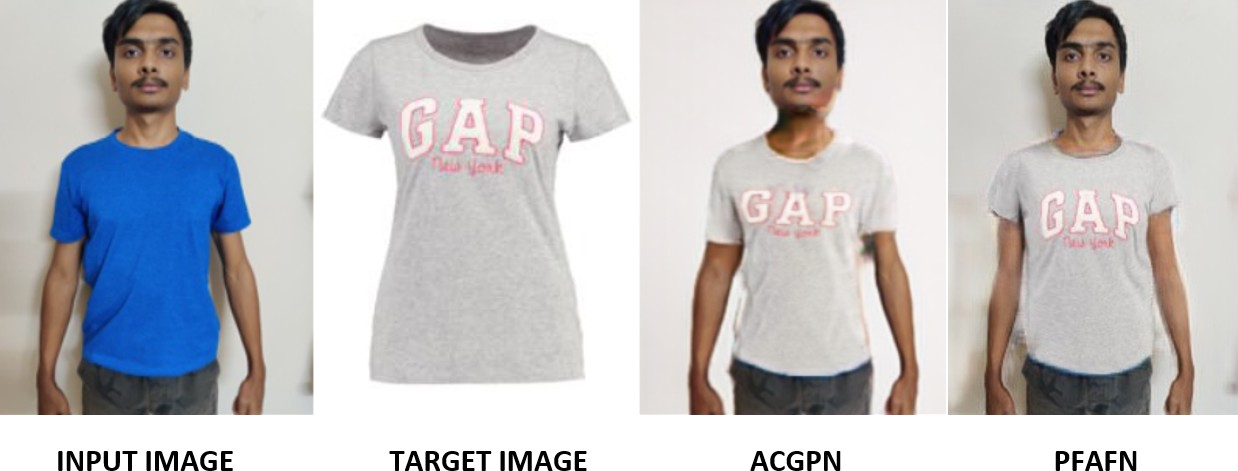 GAP
New York
GAP
New York
GAP
New York
INPUT IMAGE
TARGET IMAGE
ACGPN
PFAFN